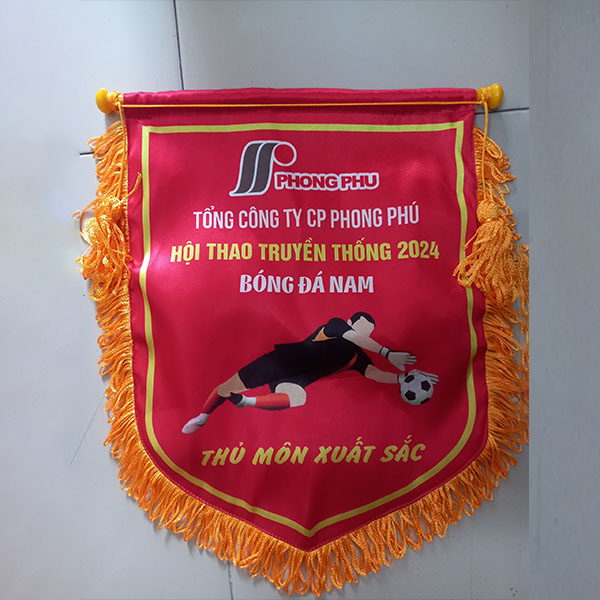 PHONG PHU
TỔNG CÔNG TY CP PHONG PHÚ
HỘI THAO TRUYỀN THỐNG 2024
BÓNG ĐÁ NAM
THỦ MÔN XUẤT SẮC